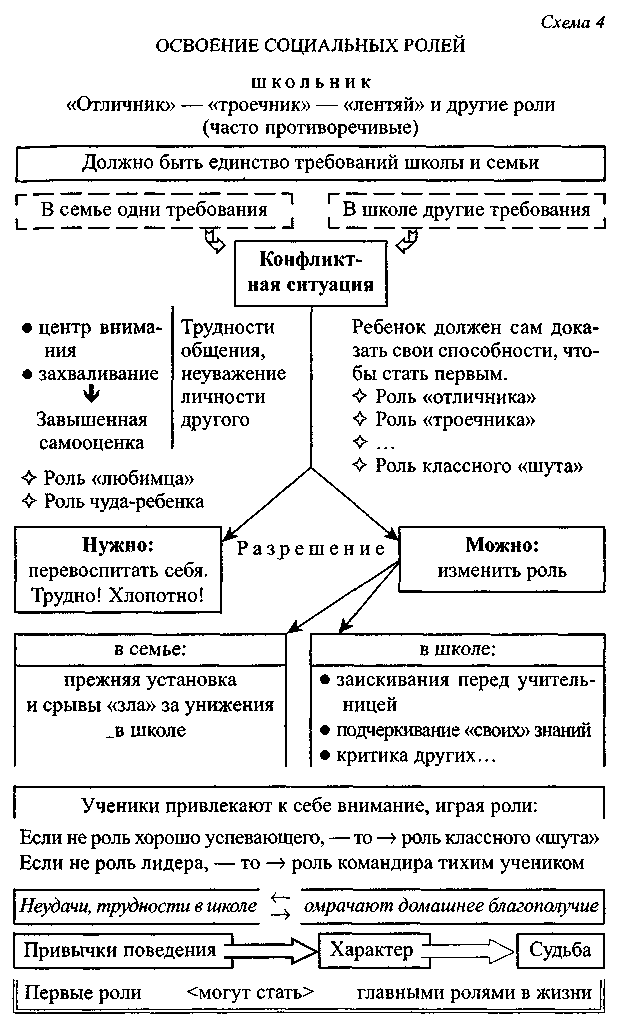 Схема 4
ОСВОЕНИЕ СОЦИАЛЬНЫХ РОЛЕЙ
школьник
«Отличник» — «троечник» — «лентяй» и другие роли
(часто противоречивые)
Должно быть единство требований школы и семьи
В семье одни требования
В школе другие требования
Конфликт-
ная ситуация
● центр внима-
ния
● захваливание
Завышенная
самооценка
Трудности
общения,
неуважение
личности
другого
✧ Роль «любимца»
✧ Роль чуда-ребенка
Ребенок должен сам дока-
зать свои способности, что-
бы стать первым.
✧ Роль «отличника»
✧ Роль «троечника»
✧ ...
✧ Роль классного «шута»
Нужно:
перевоспитать себя.
Трудно! Хлопотно!
Разрешение
Можно:
изменить роль
в семье:
прежняя установка
и срывы «зла» за унижения
в школе
в школе:
● заискивания перед учитель-
ницей
● подчеркивание «своих» знаний
● критика других...
Ученики привлекают к себе внимание, играя роли:
Если не роль хорошо успевающего, — то → роль классного «шута»
Если не роль лидера, — то → роль командира тихим учеником
Неудачи, трудности в школе ← → омрачают домашнее благополучие
Привычки поведения Характер Судьба
Первые роли <могут стать> главными ролями в жизни